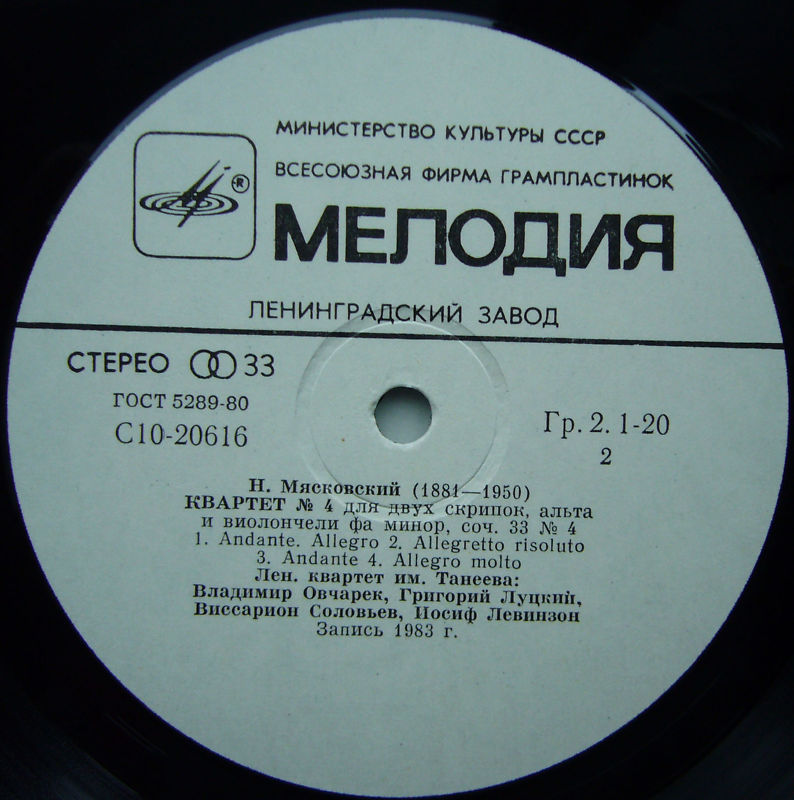 МИНИСТЕРСТВО КУЛЬТУРЫ СССР
ВСЕСОЮЗНАЯ ФИРМА ГРАМПЛАСТИНОК
®
МЕЛОДИЯ
ЛЕНИНГРАДСКИЙ ЗАВОД
СТЕРЕО 33
ГОСТ 5289-80
С10-20616
Гр. 2. 1-20
2
Н. Мясковский (1881—1950)
КВАРТЕТ № 4 для двух скрипок, альта
и виолончели фа минор, соч. 33 № 4
1. Andante. Allegro 2. Allegretto risoluto
3. Andante 4. Allegro molto
Лен. квартет им. Танеева:
Владимир Овчарек, Григорий Луцкий,
Виссарион Соловьев, Иосиф Левинзон
Запись 1983 г.